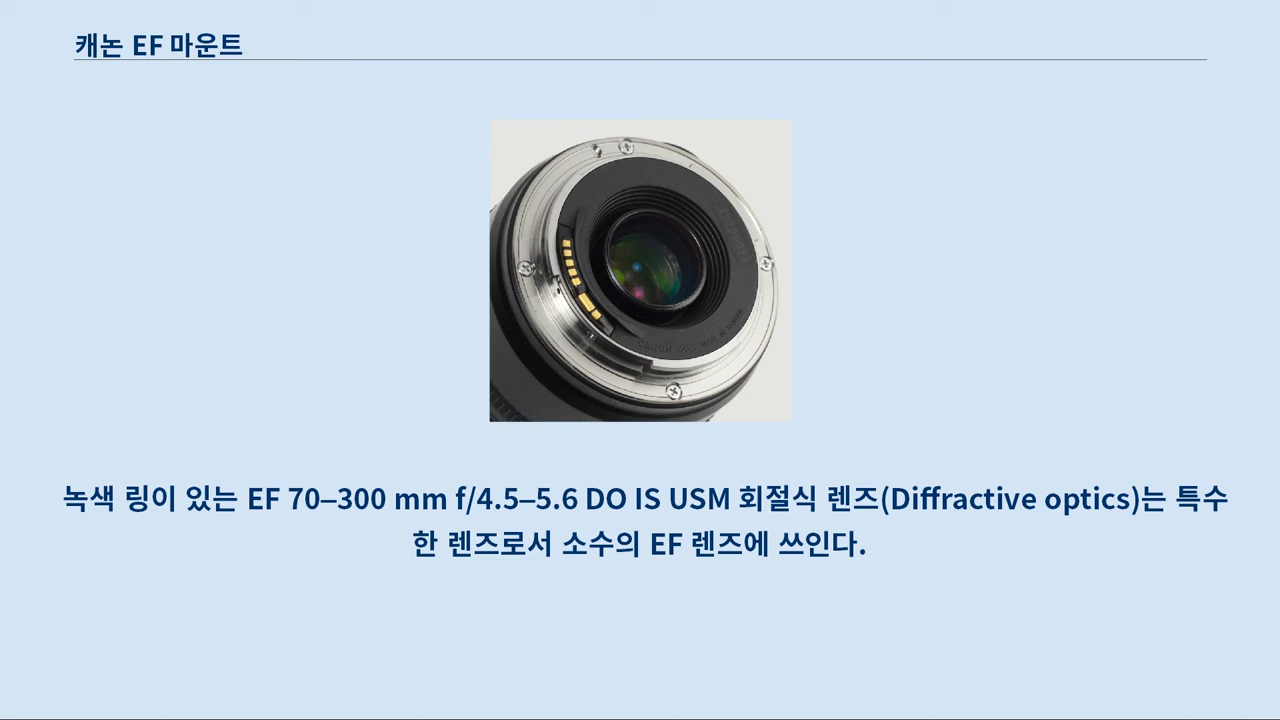 캐논 EF 마운트
녹색 링이 있는 EF 70–300 mm f/4.5–5.6 DO IS USM 회절식 렌즈(Diffractive optics)는 특수
한 렌즈로서 소수의 EF 렌즈에 쓰인다.